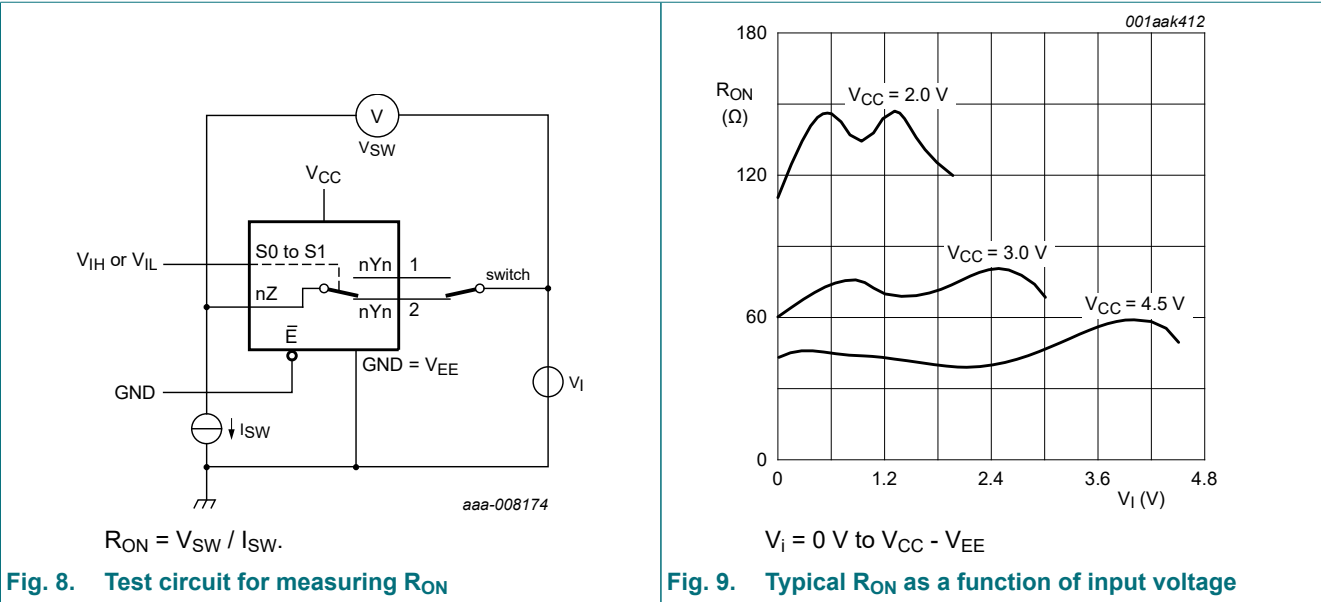 V
VSW
VCC
VIH or VIL
S0 to S1
nYn
1
switch
nZ
nYn
2
E̅
GND = VEE
GND
VI
ISW
aaa-008174
RON = VSW / ISW.
Fig. 8. Test circuit for measuring RON
001aak412
180
RON
(Ω)
VCC = 2.0 V
120
VCC = 3.0 V
VCC = 4.5 V
60
0
0
1.2
2.4
3.6
4.8
VI (V)
Vi = 0 V to VCC - VEE
Fig. 9. Typical RON as a function of input voltage